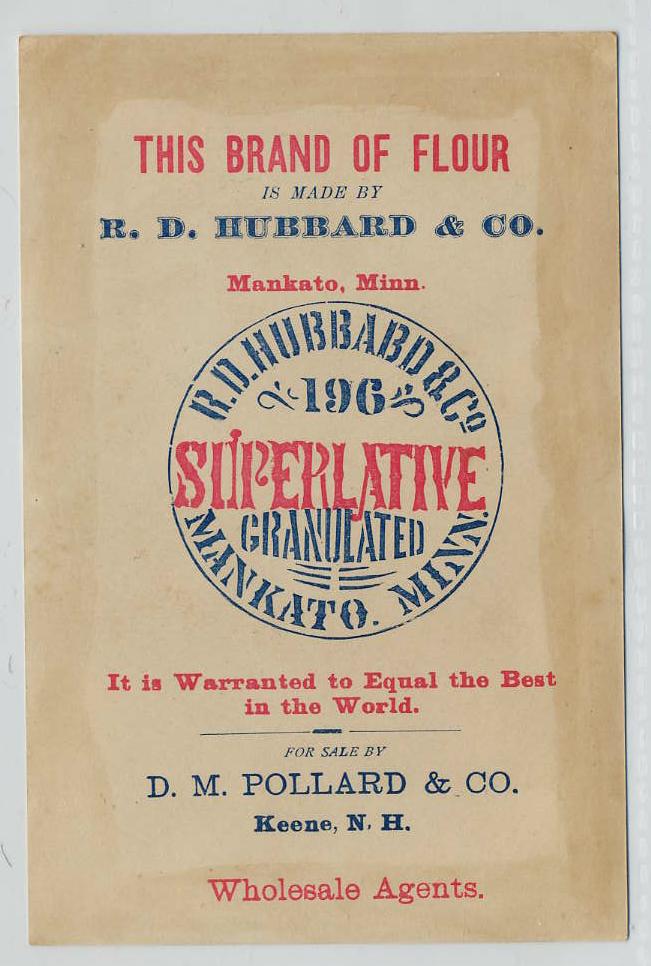 THIS BRAND OF FLOUR
IS MADE BY
R. D. HUBBARD & CO.
Mankato, Minn.
R.D.HUBBARD & Co
196
SUPERLATIVE
GRANULATED
MANKATO. MINN.
It is Warranted to Equal the Best
in the World.
FOR SALE BY
D. M. POLLARD & CO.
Keene, N. H.
Wholesale Agents.